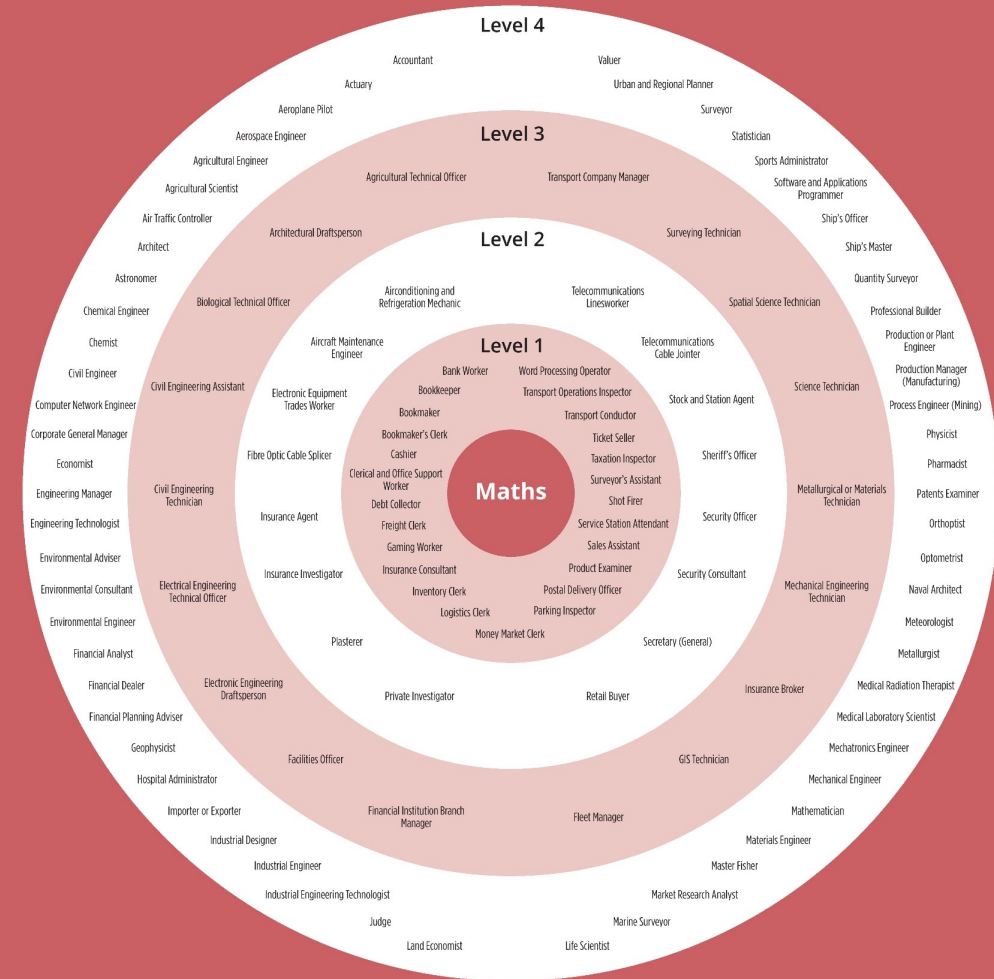 Level 4
Accountant
Actuary
Aeroplane Pilot
Aerospace Engineer
Agricultural Engineer
Agricultural Scientist
Air Traffic Controller
Architect
Astronomer
Chemical Engineer
Chemist
Civil Engineer
Computer Network Engineer
Corporate General Manager
Economist
Engineering Manager
Engineering Technologist
Environmental Adviser
Environmental Consultant
Environmental Engineer
Financial Analyst
Financial Dealer
Financial Planning Adviser
Geophysicist
Hospital Administrator
Importer or Exporter
Industrial Designer
Industrial Engineer
Industrial Engineering Technologist
Judge
Land Economist
Valuer
Urban and Regional Planner
Surveyor
Statistician
Sports Administrator
Software and Applications
Programmer
Ship's Officer
Ship's Master
Quantity Surveyor
Professional Builder
Production or Plant
Engineer
Production Manager
(Manufacturing)
Process Engineer (Mining)
Physicist
Pharmacist
Patents Examiner
Orthoptist
Optometrist
Naval Architect
Meteorologist
Metallurgist
Medical Radiation Therapist
Medical Laboratory Scientist
Mechatronics Engineer
Mechanical Engineer
Mathematician
Materials Engineer
Master Fisher
Market Research Analyst
Marine Surveyor
Life Scientist
Level 3
Agricultural Technical Officer
Architectural Draftsperson
Biological Technical Officer
Civil Engineering Assistant
Civil Engineering
Technician
Electrical Engineering
Technical Officer
Electronic Engineering
Draftsperson
Facilities Officer
Financial Institution Branch
Manager
Transport Company Manager
Surveying Technician
Spatial Science Technician
Science Technician
Metallurgical or Materials
Technician
Mechanical Engineering
Technician
Insurance Broker
GIS Technician
Fleet Manager
Level 2
Airconditioning and
Refrigeration Mechanic
Aircraft Maintenance
Engineer
Electronic Equipment
Trades Worker
Fibre Optic Cable Splicer
Insurance Agent
Insurance Investigator
Plasterer
Private Investigator
Telecommunications
Linesworker
Telecommunications
Cable Jointer
Stock and Station Agent
Sheriff's Officer
Security Officer
Security Consultant
Secretary (General)
Retail Buyer
Level 1
Bank Worker
Bookkeeper
Bookmaker
Bookmaker's Clerk
Cashier
Clerical and Office Support
Worker
Debt Collector
Freight Clerk
Gaming Worker
Insurance Consultant
Inventory Clerk
Logistics Clerk
Money Market Clerk
Word Processing Operator
Transport Operations Inspector
Transport Conductor
Ticket Seller
Taxation Inspector
Surveyor's Assistant
Shot Firer
Service Station Attendant
Sales Assistant
Product Examiner
Postal Delivery Officer
Parking Inspector
Maths